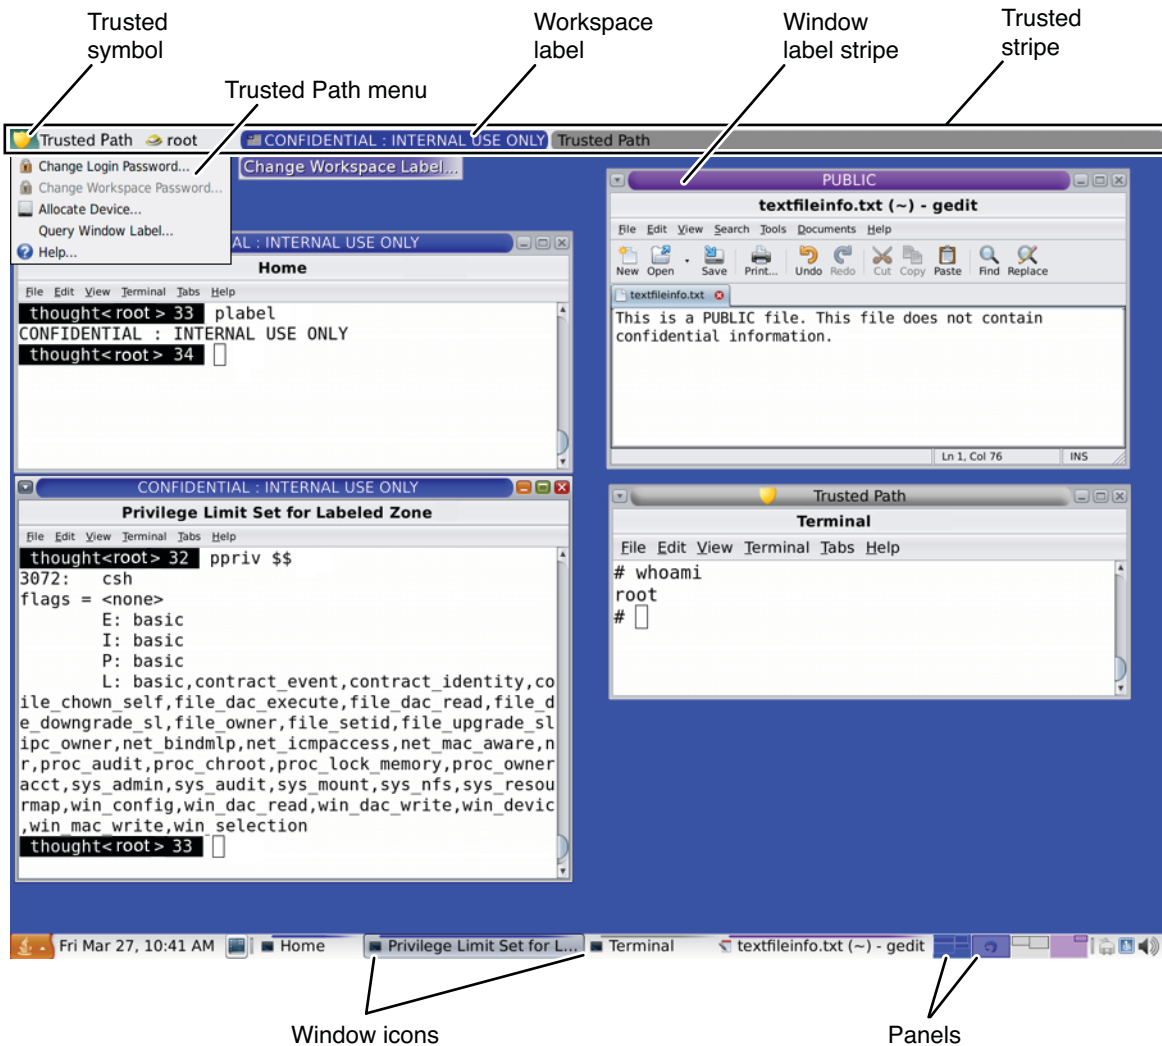 Trusted
symbol
Workspace
label
Window
label stripe
Trusted
stripe
Trusted Path menu
Trusted Path root CONFIDENTIAL : INTERNAL USE ONLY Trusted Path
Change Login Password...
Change Workspace Password...
Allocate Device...
Query Window Label...
Help...
Change Workspace Label...
AL : INTERNAL USE ONLY
Home
File Edit View Terminal Tabs Help
thought<root> 33 plabel
CONFIDENTIAL : INTERNAL USE ONLY
thought<root> 34
PUBLIC
textfileinfo.txt (~) - gedit
File Edit View Search Tools Documents Help
New Open Save Print... Undo Redo Cut Copy Paste Find Replace
textfileinfo.txt
This is a PUBLIC file. This file does not contain
confidential information.
Ln 1, Col 76 INS
CONFIDENTIAL : INTERNAL USE ONLY
Privilege Limit Set for Labeled Zone
File Edit View Terminal Tabs Help
thought<root> 32 ppriv $$
3072: csh
flags = <none>
E: basic
I: basic
P: basic
L: basic,contract_event,contract_identity,co
ile_chown_self,file_dac_execute,file_dac_read,file_d
e_downgrade_sl,file_owner,file_setid,file_upgrade_sl
ipc_owner,net_bindmlp,net_icmpaccess,net_mac_aware,n
r,proc_audit,proc_chroot,proc_lock_memory,proc_owner
acct,sys_admin,sys_audit,sys_mount,sys_nfs,sys_resou
rmap,win_config,win_dac_read,win_dac_write,win_devic
,win_mac_write,win_selection
thought<root> 33
Trusted Path
Terminal
File Edit View Terminal Tabs Help
# whoami
root
#
Fri Mar 27, 10:41 AM Home Privilege Limit Set for L... Terminal textfileinfo.txt (~) - gedit
Window icons
Panels